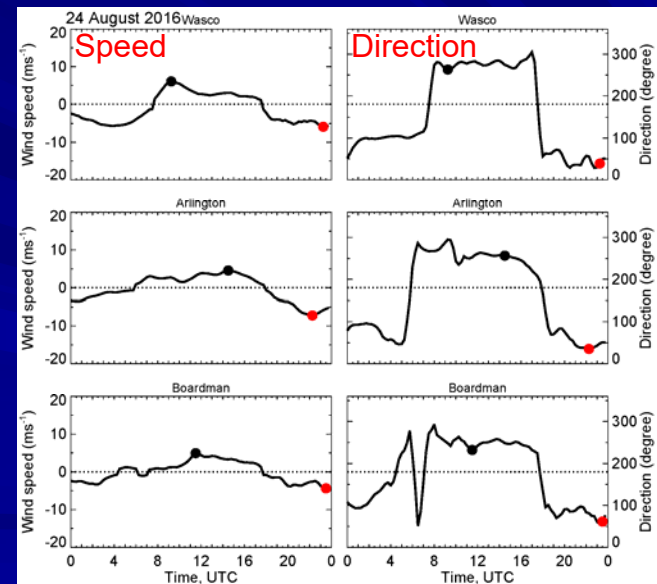 24 August 2016 Wasco
Wasco
Speed
Direction
20
10
0
-10
-20
Wind speed (ms⁻¹)
300
200
100
0
Direction (degree)
Arlington
Arlington
20
10
0
-10
-20
Wind speed (ms⁻¹)
300
200
100
0
Direction (degree)
Boardman
Boardman
20
10
0
-10
-20
Wind speed (ms⁻¹)
300
200
100
0
Direction (degree)
0 4 8 12 16 20 0
0 4 8 12 16 20 0
Time, UTC
Time, UTC